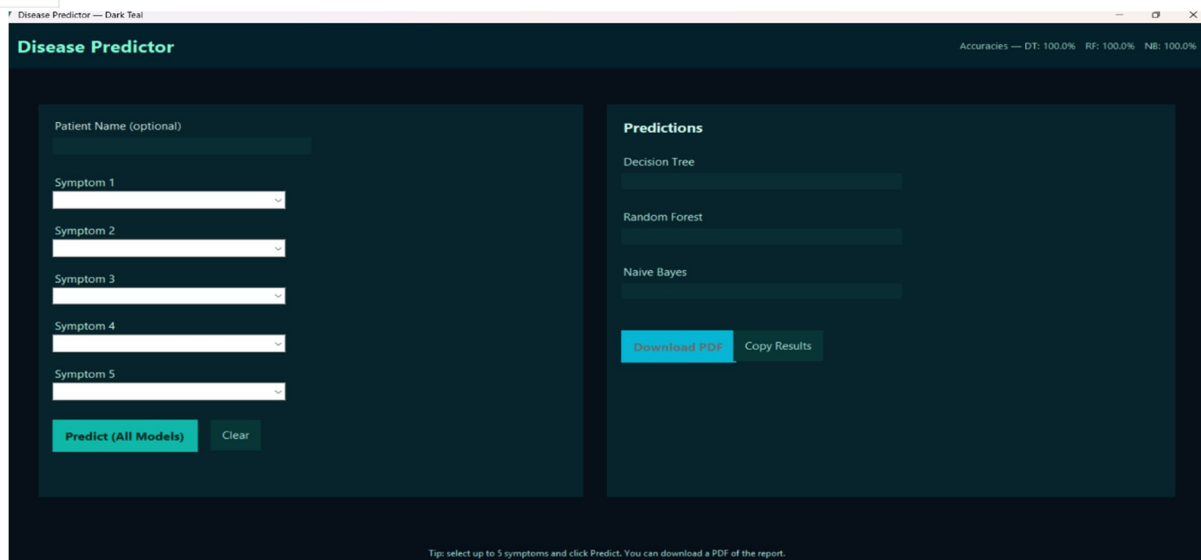 Disease Predictor — Dark Teal
Disease Predictor
Accuracies — DT: 100.0% RF: 100.0% NB: 100.0%
Patient Name (optional)
Symptom 1
Symptom 2
Symptom 3
Symptom 4
Symptom 5
Predict (All Models)
Clear
Predictions
Decision Tree
Random Forest
Naive Bayes
Download PDF
Copy Results
Tip: select up to 5 symptoms and click Predict. You can download a PDF of the report.